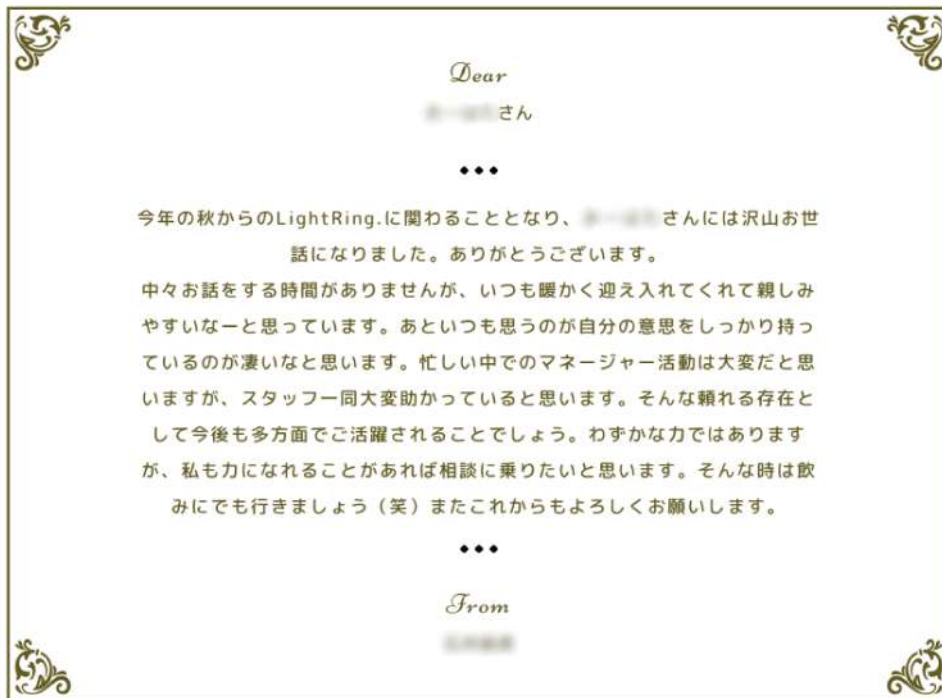 Dear
さん
今年の秋からのLightRing.に関わることとなり、さんには沢山お世
話になりました。ありがとうございます。
中々お話をする時間がありませんが、いつも暖かく迎え入れてくれて親しみ
やすいなーと思っています。あといつも思うのが自分の意思をしっかり持っ
ているのが凄いなと思います。忙しい中でのマネージャー活動は大変だと思
いますが、スタッフ一同大変助かっていると思います。そんな頼れる存在と
して今後も多方面でご活躍されることでしょう。わずかな力ではあります
が、私も力になれることがあれば相談に乗りたいと思います。そんな時は飲
みにでも行きましょう（笑）またこれからもよろしくお願いします。
From